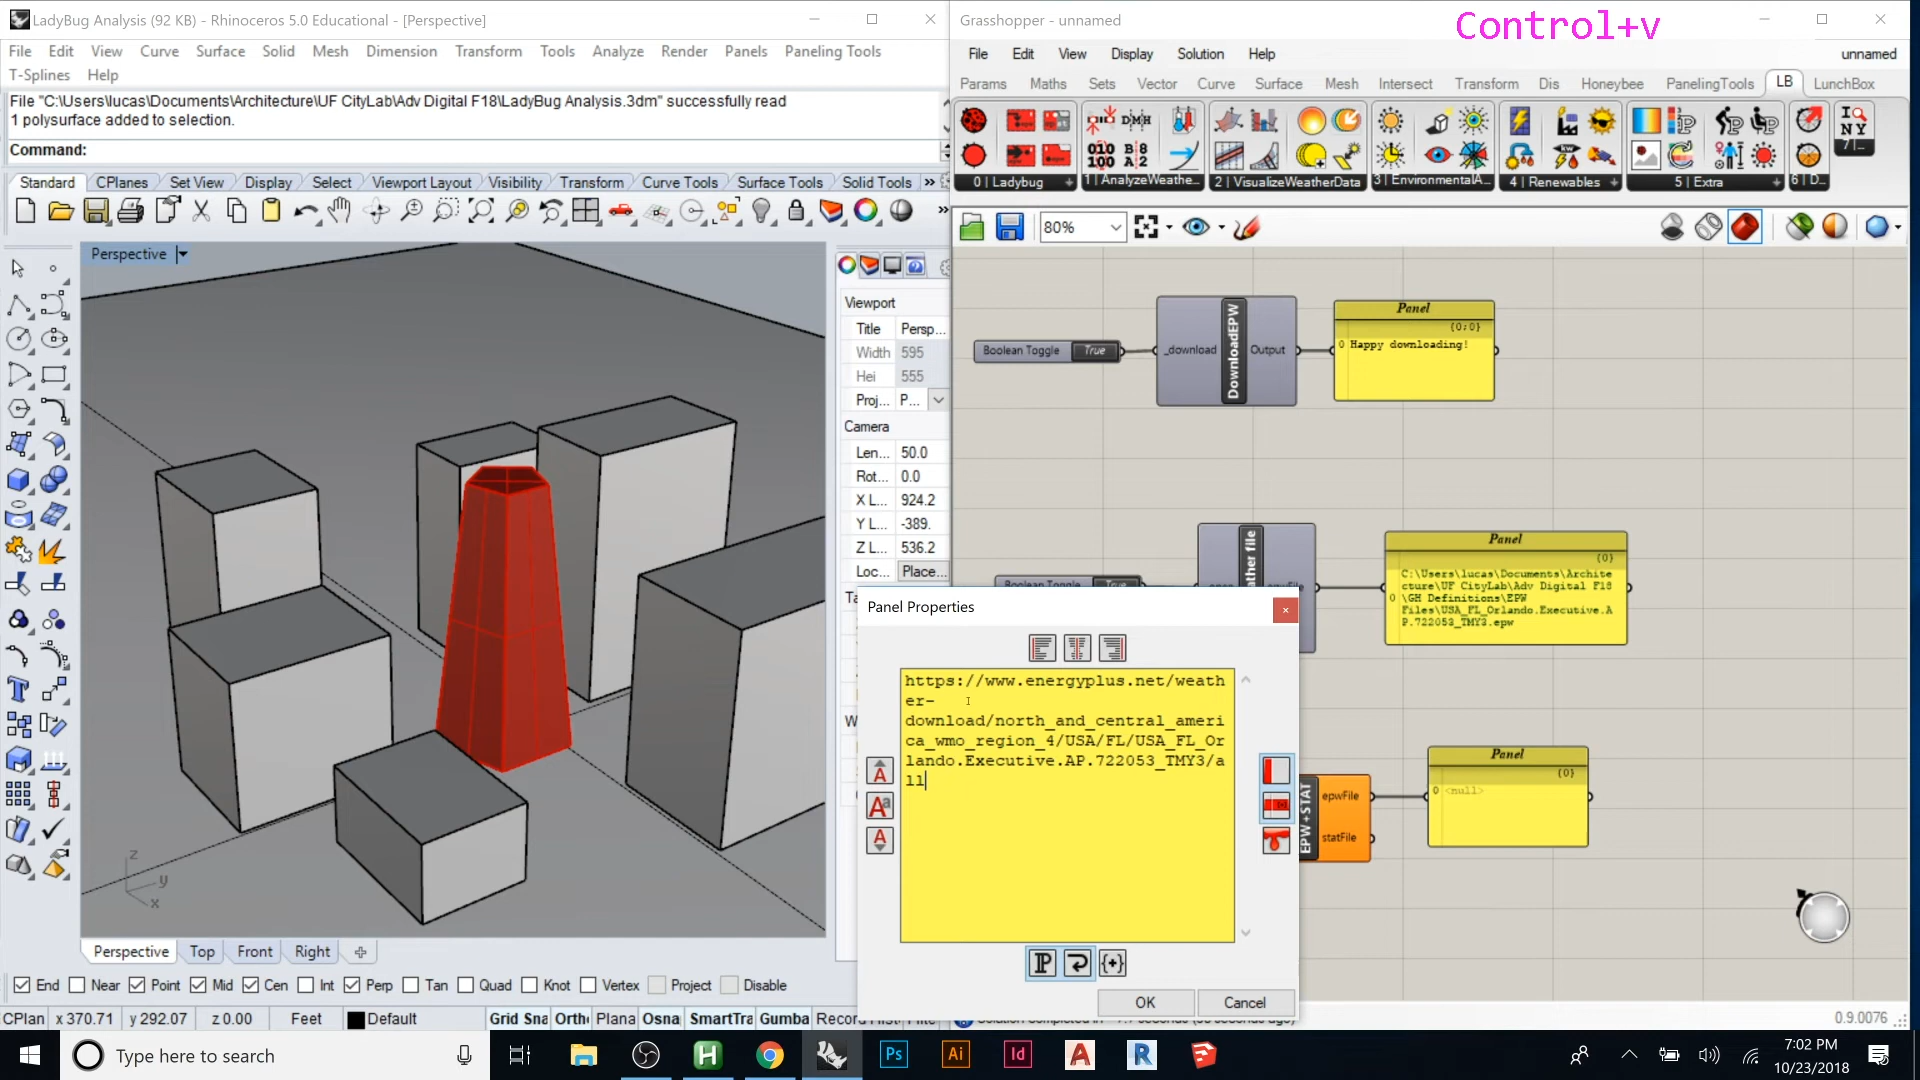 LadyBug Analysis (92 KB) - Rhinoceros 5.0 Educational - [Perspective]
File Edit View Curve Surface Solid Mesh Dimension Transform Tools Analyze Render Panels Paneling Tools
T-Splines Help
File "C:\Users\lucas\Documents\Architecture\UF CityLab\Adv Digital F18\LadyBug Analysis.3dm" successfully read
1 polysurface added to selection.
Command:
Standard CPlanes Set View Display Select Viewport Layout Visibility Transform Curve Tools Surface Tools Solid Tools »
Perspective
Viewport
Title Persp...
Width 595
Hei 555
Proj... P...
Camera
Len... 50.0
Rot... 0.0
X L... 924.2
Y L... -389.
Z L... 536.2
Loc... Place...
z
y
x
Perspective Top Front Right
End Near Point Mid Cen Int Perp Tan Quad Knot Vertex Project Disable
CPlan x 370.71 y 292.07 z 0.00 Feet Default Grid Sna Ortho Plana Osna SmartTra Gumba
Grasshopper - unnamed
Control+v
File Edit View Display Solution Help
unnamed
Params Maths Sets Vector Curve Surface Mesh Intersect Transform Dis Honeybee PanelingTools LB LunchBox
0 | Ladybug
1 | AnalyzeWeathe...
2 | VisualizeWeatherData
3 | EnvironmentalA...
4 | Renewables
5 | Extra
6 | D...
7 |...
80%
Boolean Toggle True
_download DownloadEPW Output
Panel
{0;0}
0 Happy downloading!
Boolean Toggle True
Panel
{0}
C:\Users\lucas\Documents\Archite
cture\UF CityLab\Adv Digital F18
0 \GH Definitions\EPW
Files\USA_FL_Orlando.Executive.A
P.722053_TMY3.epw
Panel
{0}
0 <null>
EPW+STAT
epwFile
statFile
Panel Properties
https://www.energyplus.net/weath
er-
download/north_and_central_ameri
ca_wmo_region_4/USA/FL/USA_FL_Or
lando.Executive.AP.722053_TMY3/a
ll
OK Cancel
0.9.0076
Type here to search
Ps Ai Id
7:02 PM
10/23/2018